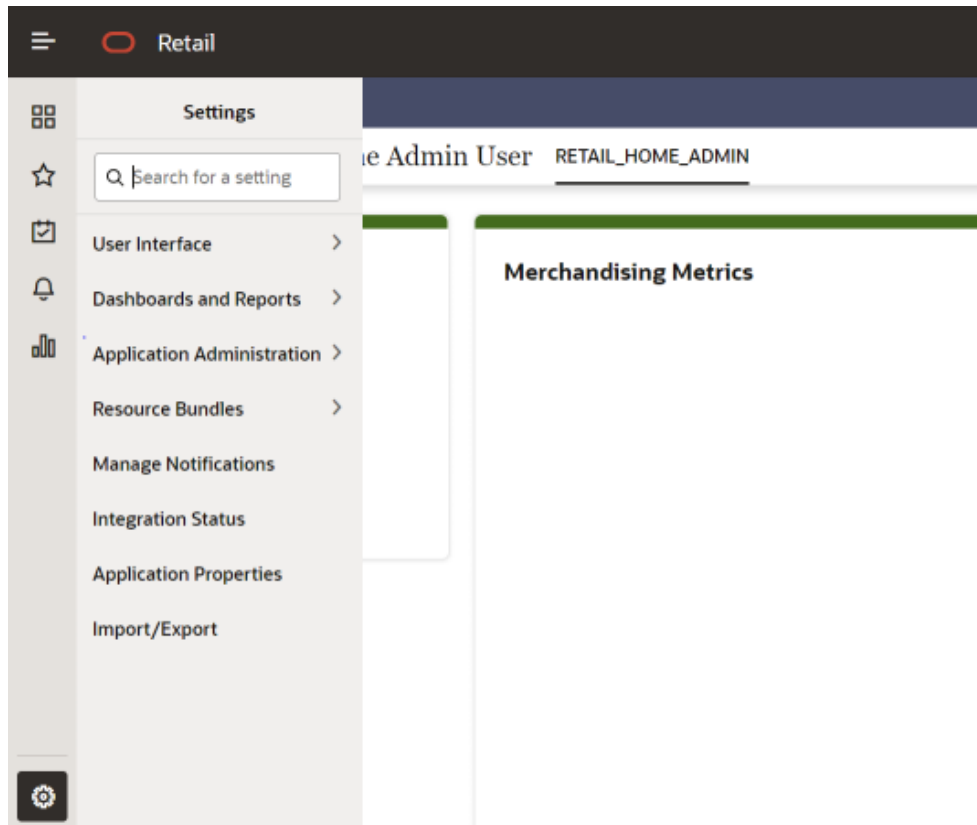 Retail
Settings
Search for a setting
User Interface
Dashboards and Reports
Application Administration
Resource Bundles
Manage Notifications
Integration Status
Application Properties
Import/Export
e Admin User RETAIL_HOME_ADMIN
Merchandising Metrics